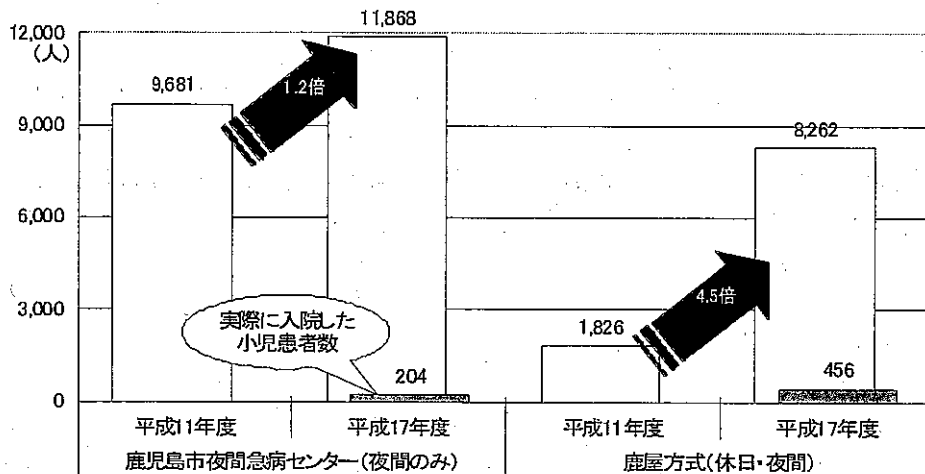 12,000
(人)
9,000
6,000
3,000
0
9,681
11,868
1.2倍
実際に入院した
小児患者数
204
1,826
8,262
4.5倍
456
平成11年度
平成17年度
平成11年度
平成17年度
鹿児島市夜間急病センター(夜間のみ)
鹿屋方式(休日・夜間)